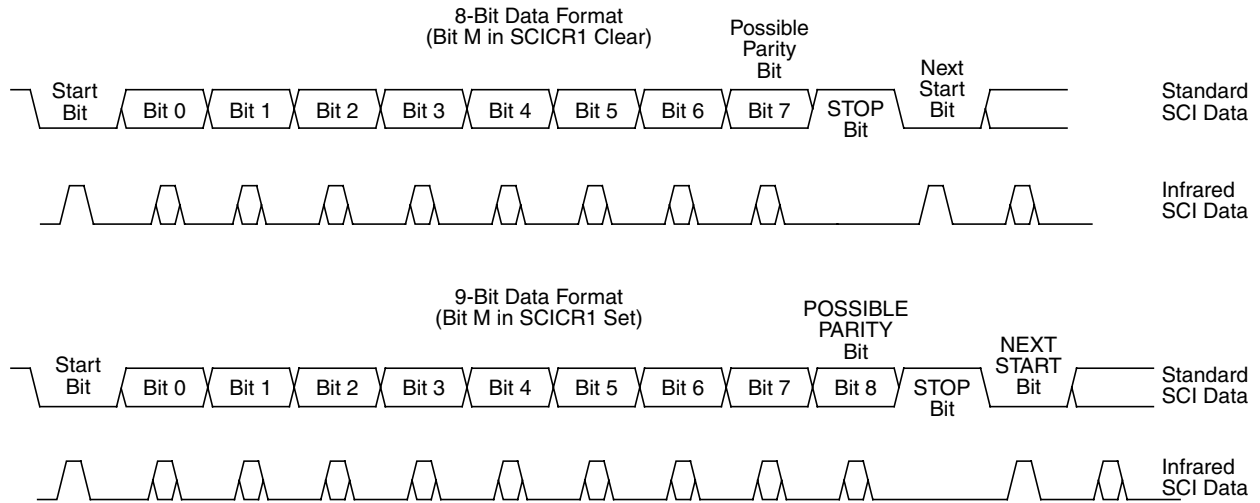 8-Bit Data Format
(Bit M in SCICR1 Clear)
Possible
Parity
Bit
Start
Bit
Bit 0
Bit 1
Bit 2
Bit 3
Bit 4
Bit 5
Bit 6
Bit 7
STOP
Bit
Next
Start
Bit
Standard
SCI Data
Infrared
SCI Data
9-Bit Data Format
(Bit M in SCICR1 Set)
POSSIBLE
PARITY
Bit
Start
Bit
Bit 0
Bit 1
Bit 2
Bit 3
Bit 4
Bit 5
Bit 6
Bit 7
Bit 8
STOP
Bit
NEXT
START
Bit
Standard
SCI Data
Infrared
SCI Data